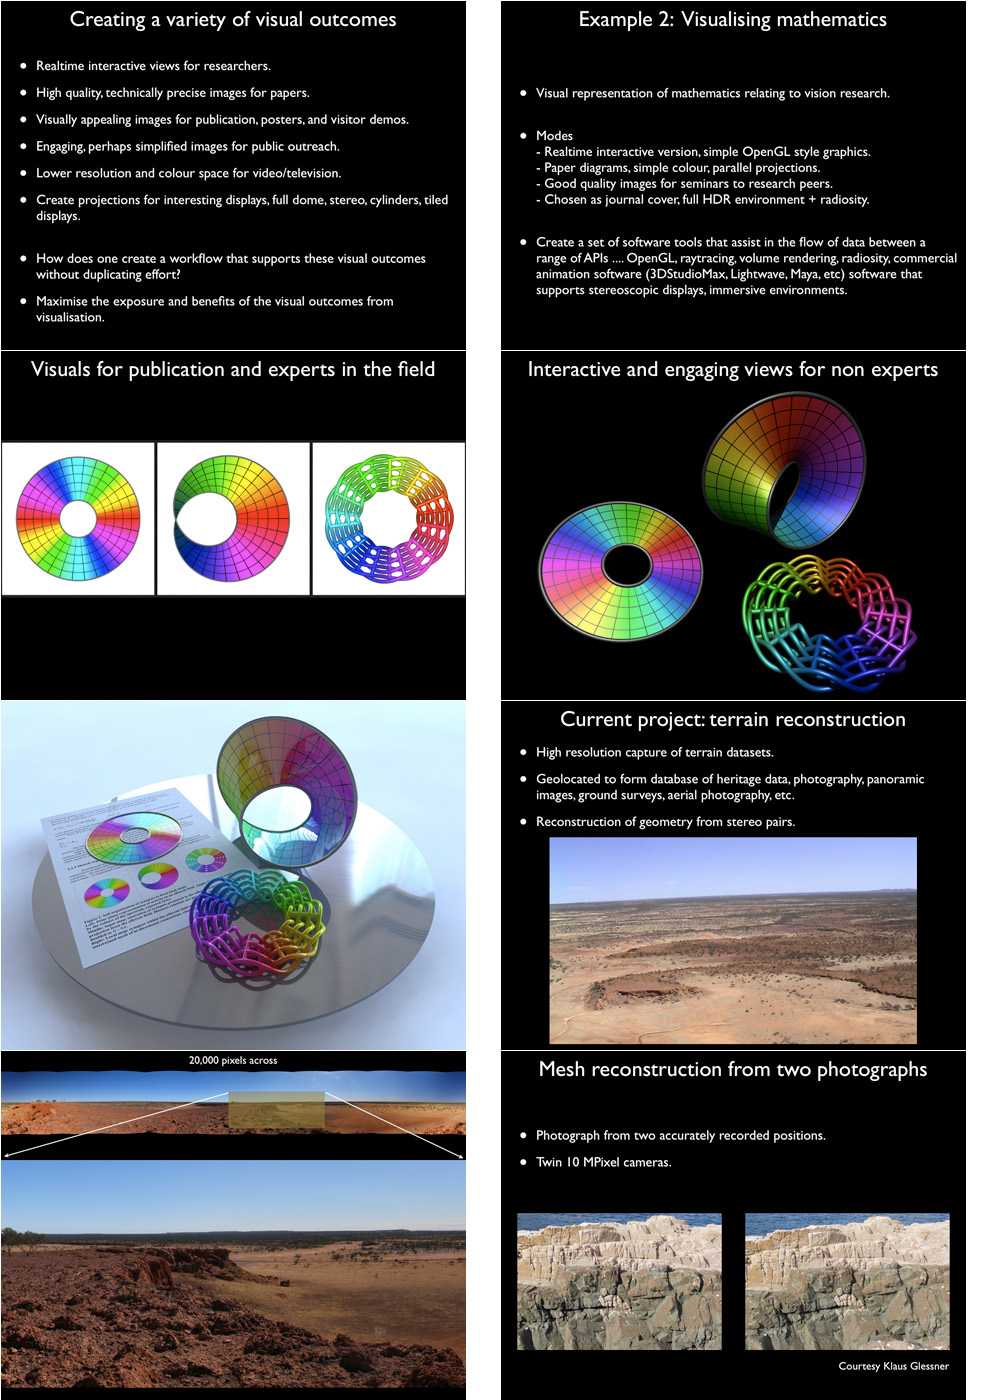 Creating a variety of visual outcomes
• Realtime interactive views for researchers.
• High quality, technically precise images for papers.
• Visually appealing images for publication, posters, and visitor demos.
• Engaging, perhaps simplified images for public outreach.
• Lower resolution and colour space for video/television.
• Create projections for interesting displays, full dome, stereo, cylinders, tiled
displays.
• How does one create a workflow that supports these visual outcomes
without duplicating effort?
• Maximise the exposure and benefits of the visual outcomes from
visualisation.
Example 2: Visualising mathematics
• Visual representation of mathematics relating to vision research.
• Modes
- Realtime interactive version, simple OpenGL style graphics.
- Paper diagrams, simple colour, parallel projections.
- Good quality images for seminars to research peers.
- Chosen as journal cover, full HDR environment + radiosity.
• Create a set of software tools that assist in the flow of data between a
range of APIs .... OpenGL, raytracing, volume rendering, radiosity, commercial
animation software (3DStudioMax, Lightwave, Maya, etc) software that
supports stereoscopic displays, immersive environments.
Visuals for publication and experts in the field
Interactive and engaging views for non experts
Current project: terrain reconstruction
• High resolution capture of terrain datasets.
• Geolocated to form database of heritage data, photography, panoramic
images, ground surveys, aerial photography, etc.
• Reconstruction of geometry from stereo pairs.
20,000 pixels across
Mesh reconstruction from two photographs
• Photograph from two accurately recorded positions.
• Twin 10 MPixel cameras.
Courtesy Klaus Glessner